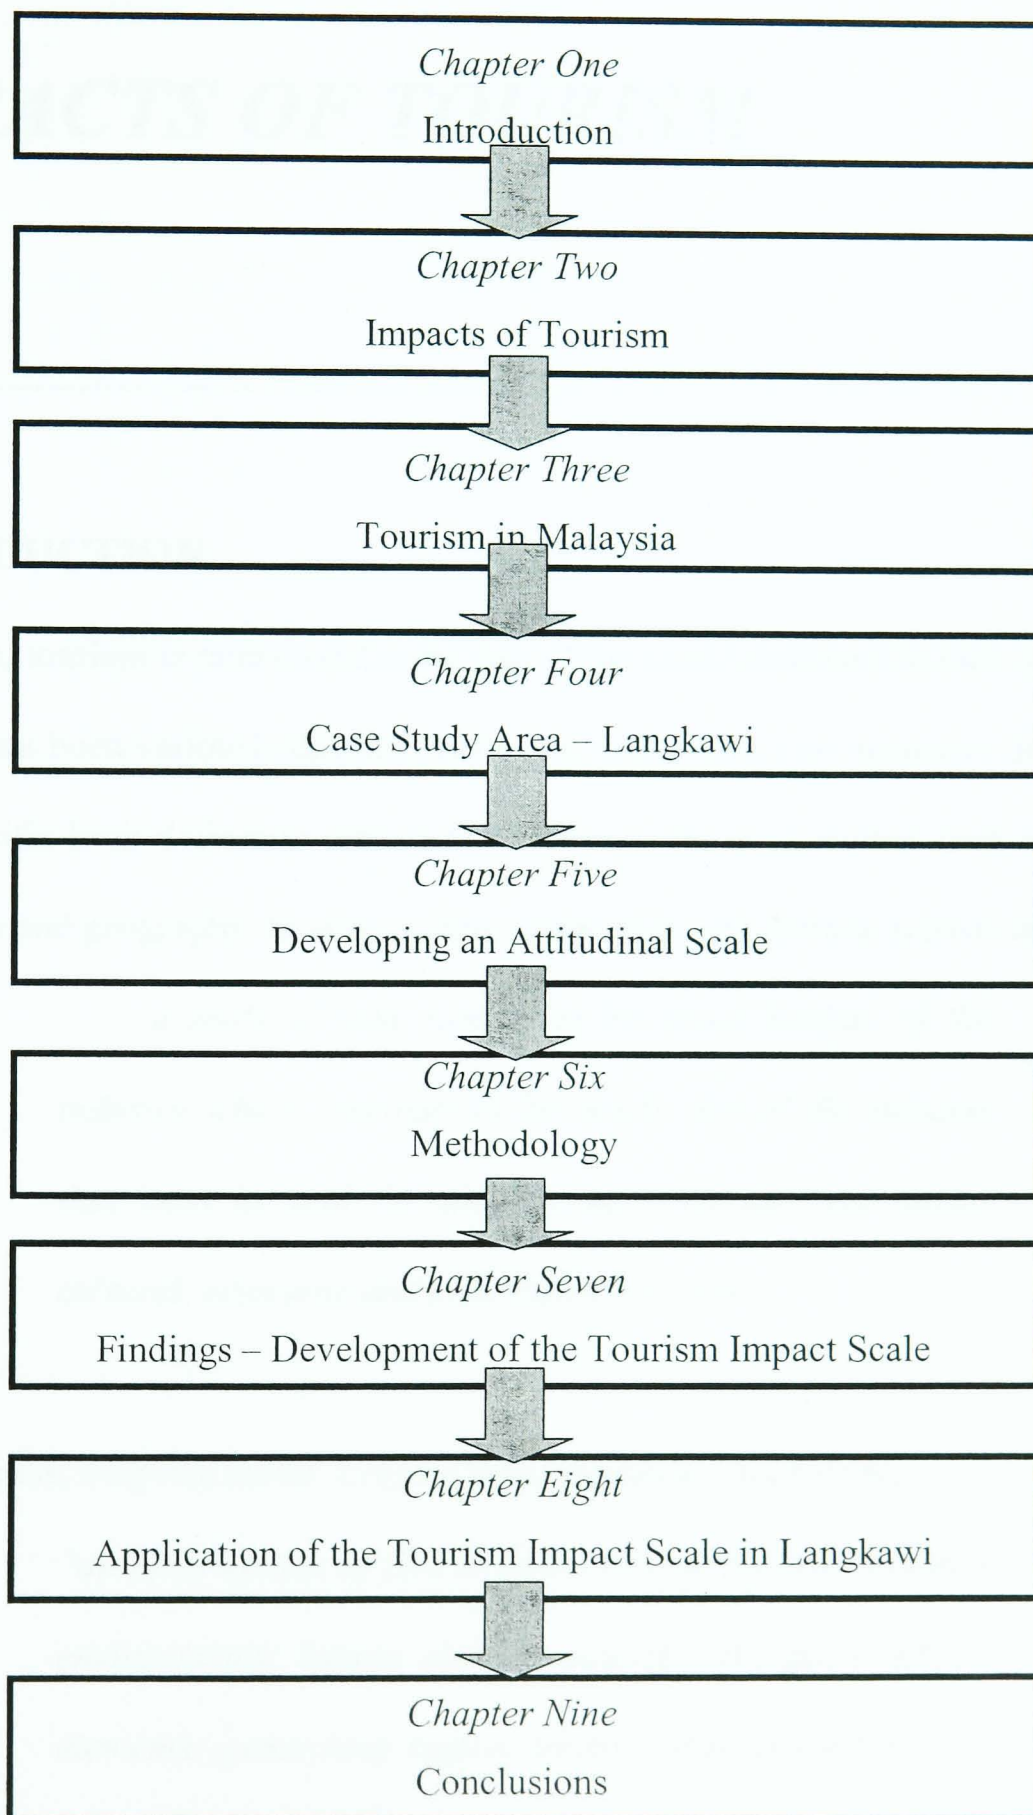 Chapter One
Introduction
Chapter Two
Impacts of Tourism
Chapter Three
Tourism in Malaysia
Chapter Four
Case Study Area – Langkawi
Chapter Five
Developing an Attitudinal Scale
Chapter Six
Methodology
Chapter Seven
Findings – Development of the Tourism Impact Scale
Chapter Eight
Application of the Tourism Impact Scale in Langkawi
Chapter Nine
Conclusions